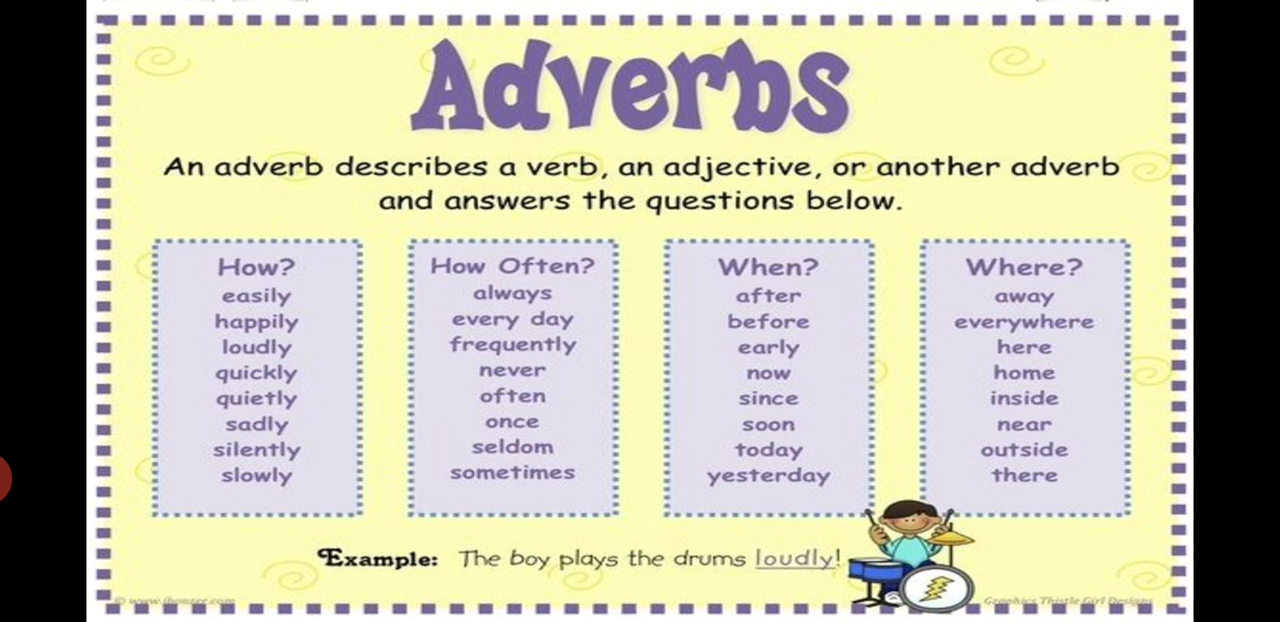 Adverbs
An adverb describes a verb, an adjective, or another adverb
and answers the questions below.
How?
easily
happily
loudly
quickly
quietly
sadly
silently
slowly
How Often?
always
every day
frequently
never
often
once
seldom
sometimes
When?
after
before
early
now
since
soon
today
yesterday
Where?
away
everywhere
here
home
inside
near
outside
there
Example: The boy plays the drums loudly!
Graphics Thistle Girl Designs